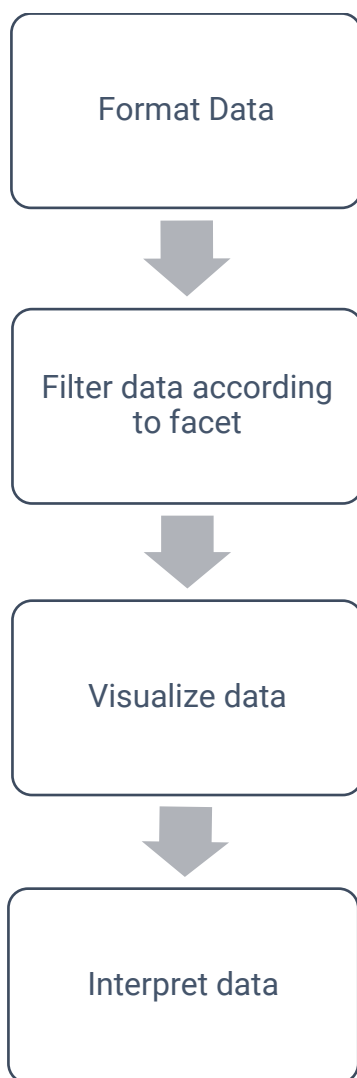 Format Data
Filter data according
to facet
Visualize data
Interpret data